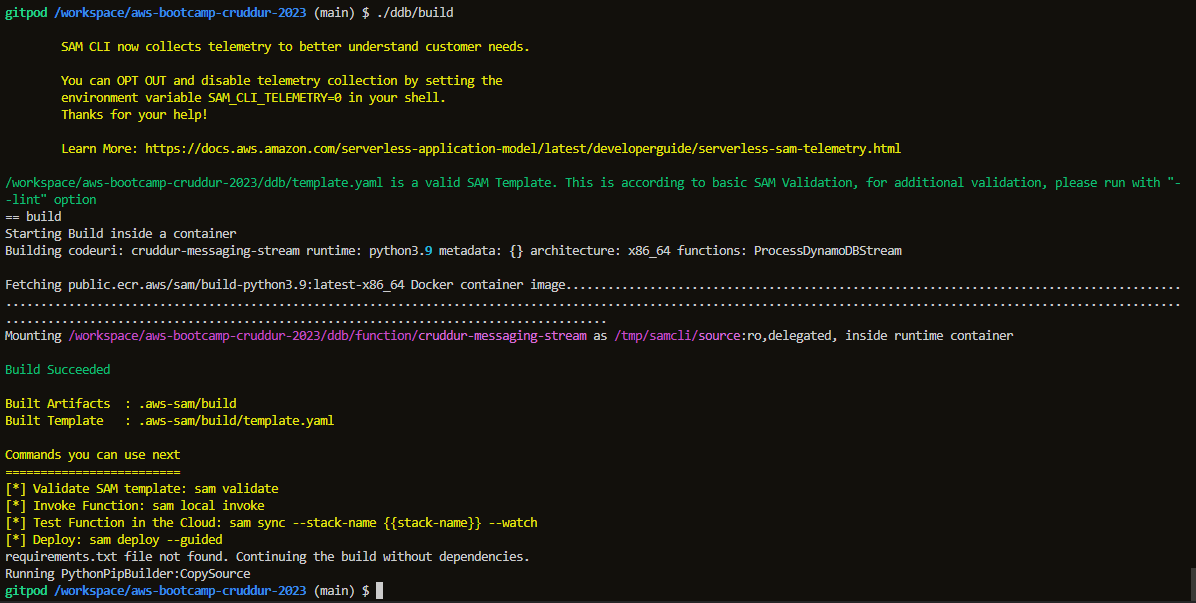 gitpod /workspace/aws-bootcamp-cruddur-2023 (main) $ ./ddb/build
SAM CLI now collects telemetry to better understand customer needs.
You can OPT OUT and disable telemetry collection by setting the
environment variable SAM_CLI_TELEMETRY=0 in your shell.
Thanks for your help!
Learn More: https://docs.aws.amazon.com/serverless-application-model/latest/developerguide/serverless-sam-telemetry.html
/workspace/aws-bootcamp-cruddur-2023/ddb/template.yaml is a valid SAM Template. This is according to basic SAM Validation, for additional validation, please run with "-
-lint" option
== build
Starting Build inside a container
Building codeuri: cruddur-messaging-stream runtime: python3.9 metadata: {} architecture: x86_64 functions: ProcessDynamoDBStream
Fetching public.ecr.aws/sam/build-python3.9:latest-x86_64 Docker container image........................................................................................
........................................................................................................................................................................
......................................................................................
Mounting /workspace/aws-bootcamp-cruddur-2023/ddb/function/cruddur-messaging-stream as /tmp/samcli/source:ro,delegated, inside runtime container
Build Succeeded
Built Artifacts  : .aws-sam/build
Built Template   : .aws-sam/build/template.yaml
Commands you can use next
=========================
[*] Validate SAM template: sam validate
[*] Invoke Function: sam local invoke
[*] Test Function in the Cloud: sam sync --stack-name {{stack-name}} --watch
[*] Deploy: sam deploy --guided
requirements.txt file not found. Continuing the build without dependencies.
Running PythonPipBuilder:CopySource
gitpod /workspace/aws-bootcamp-cruddur-2023 (main) $